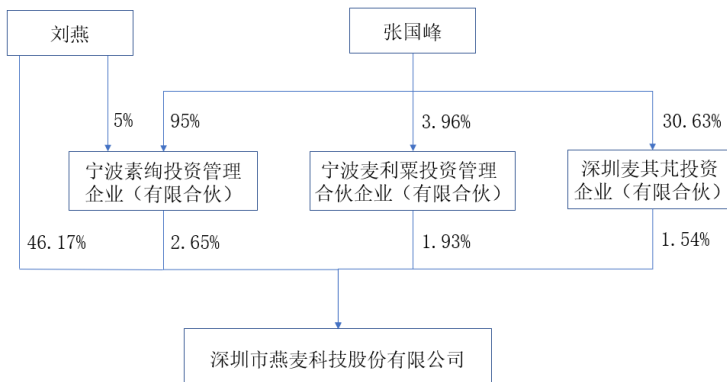 刘燕
张国峰
5%
95%
3.96%
30.63%
宁波素绚投资管理
企业（有限合伙）
宁波麦利粟投资管理
合伙企业（有限合伙）
深圳麦其芃投资
企业（有限合伙）
46.17%
2.65%
1.93%
1.54%
深圳市燕麦科技股份有限公司